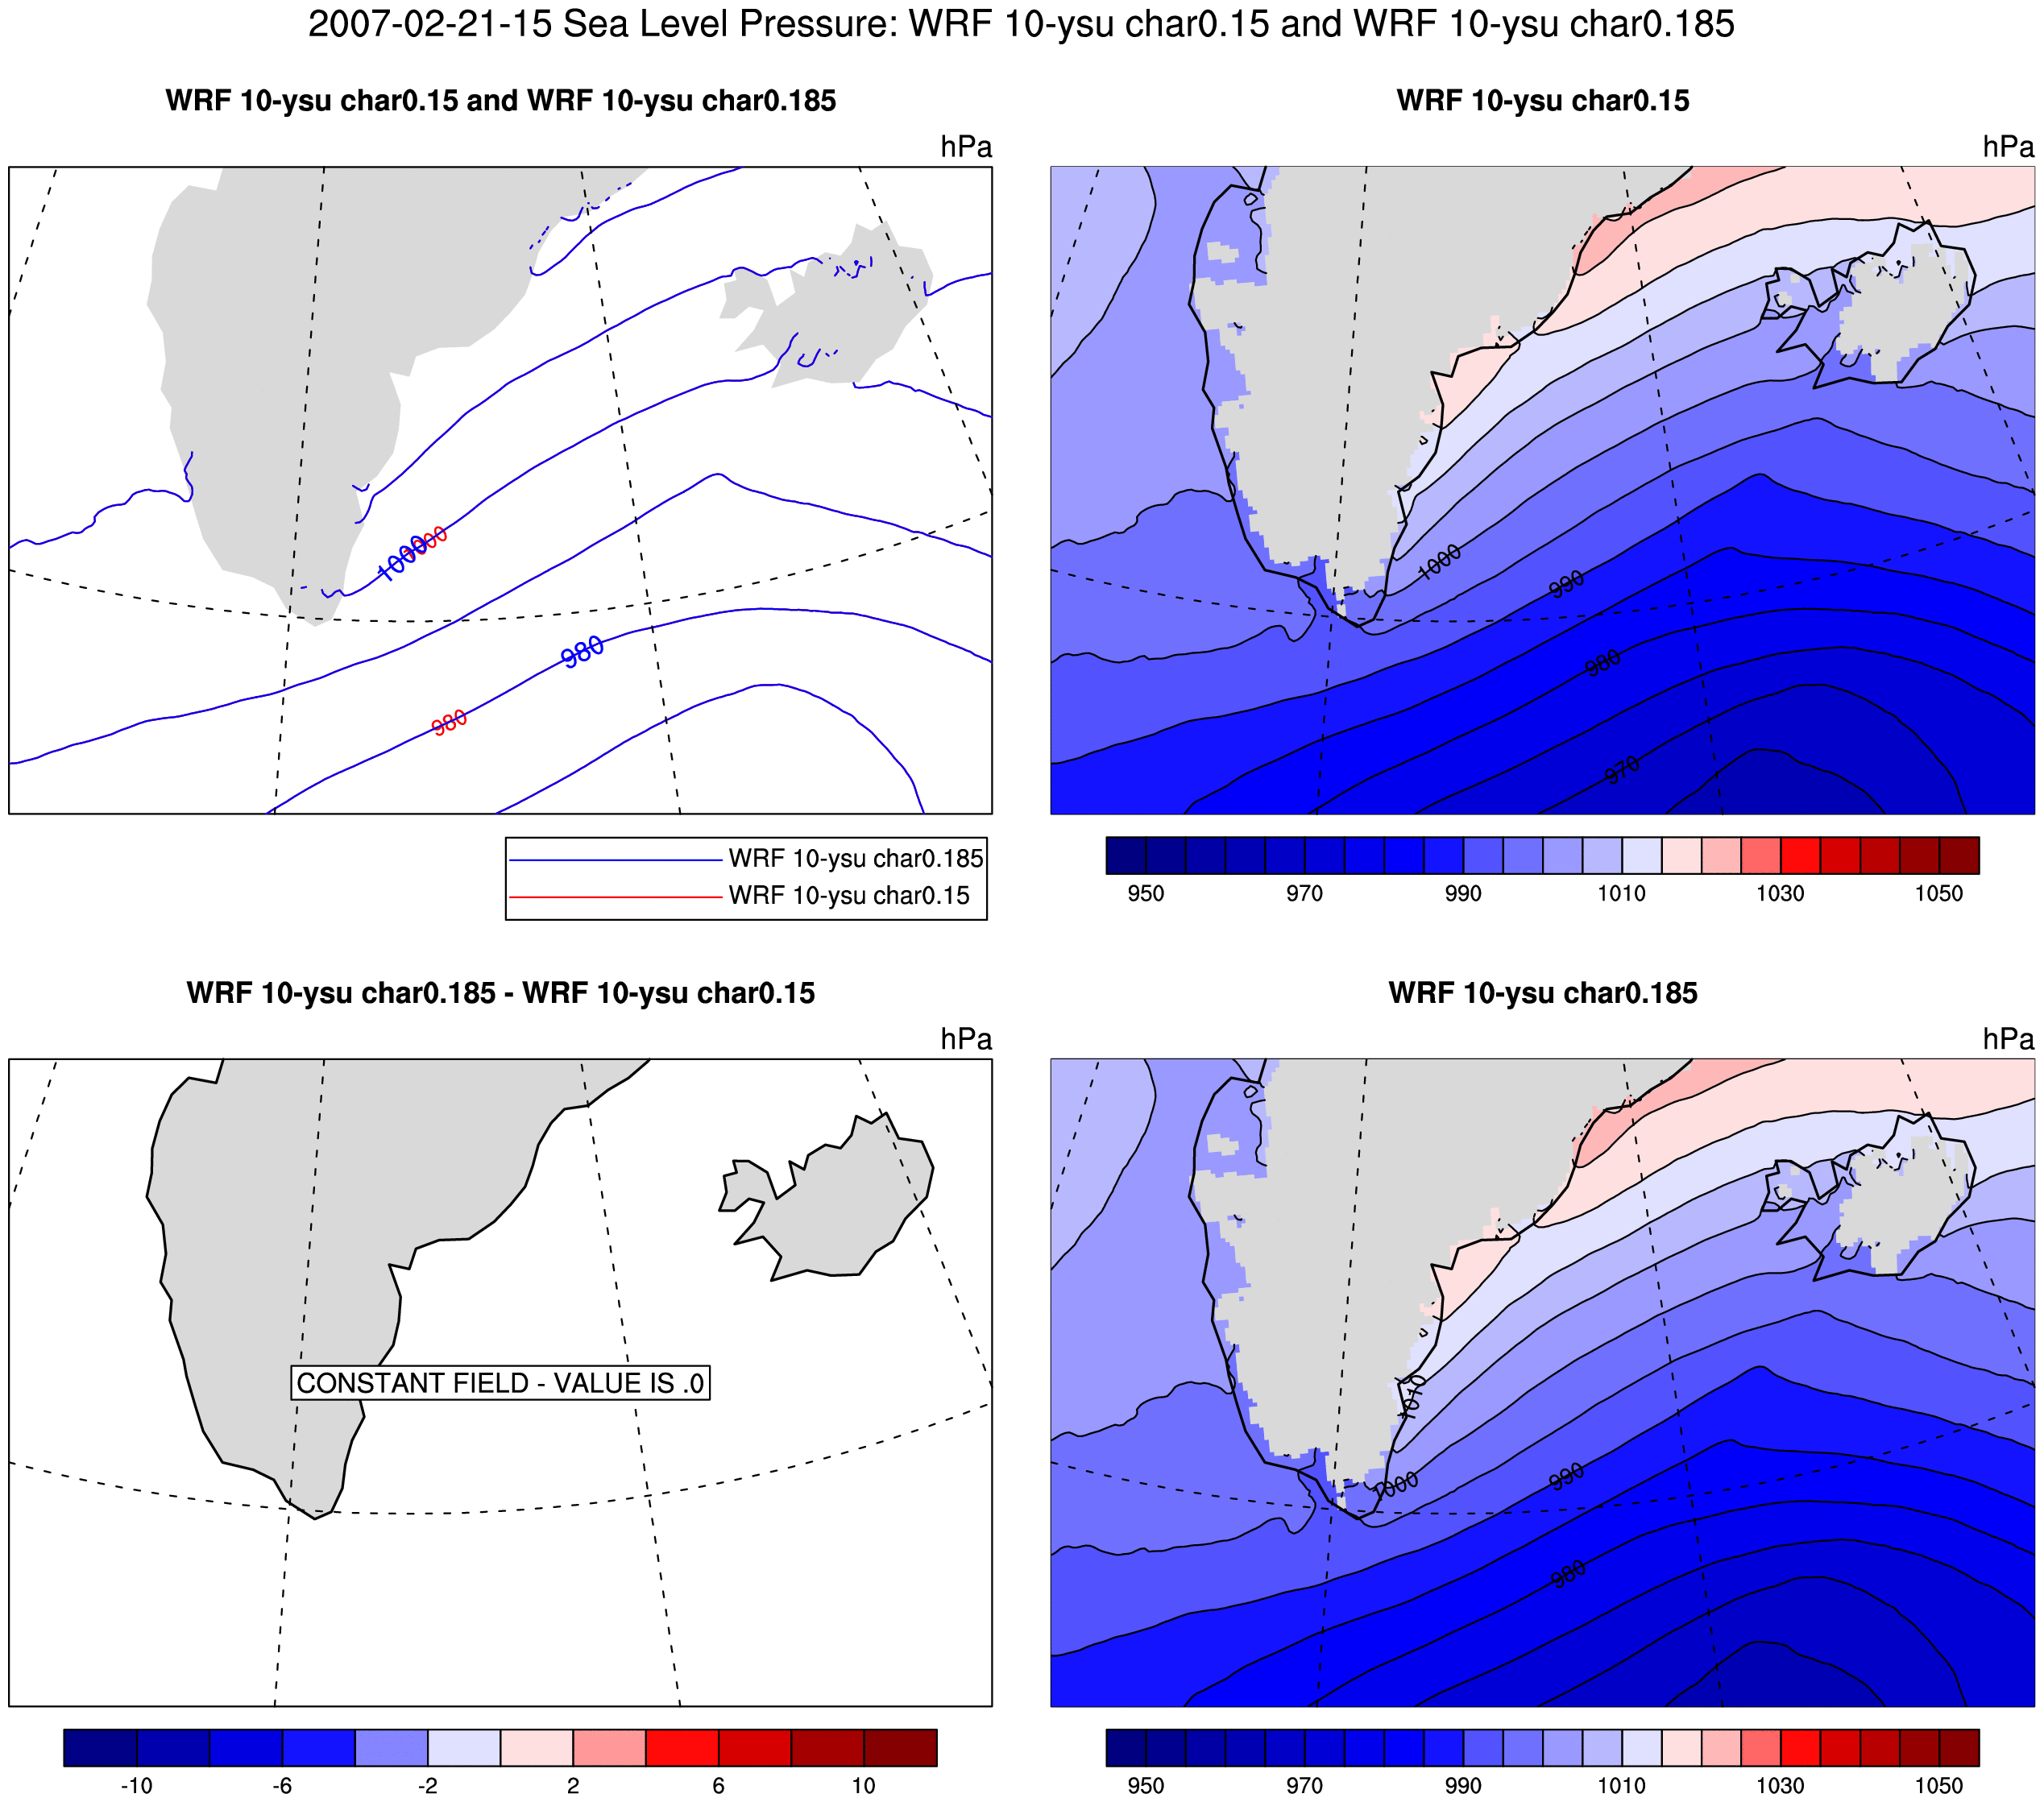 2007-02-21-15 Sea Level Pressure: WRF 10-ysu char0.15 and WRF 10-ysu char0.185
WRF 10-ysu char0.15 and WRF 10-ysu char0.185
hPa
1000
1000
980
980
WRF 10-ysu char0.185
WRF 10-ysu char0.15
WRF 10-ysu char0.15
hPa
1000
990
980
970
950 970 990 1010 1030 1050
WRF 10-ysu char0.185 - WRF 10-ysu char0.15
hPa
CONSTANT FIELD - VALUE IS .0
-10 -6 -2 2 6 10
WRF 10-ysu char0.185
hPa
1010
1000
990
980
950 970 990 1010 1030 1050